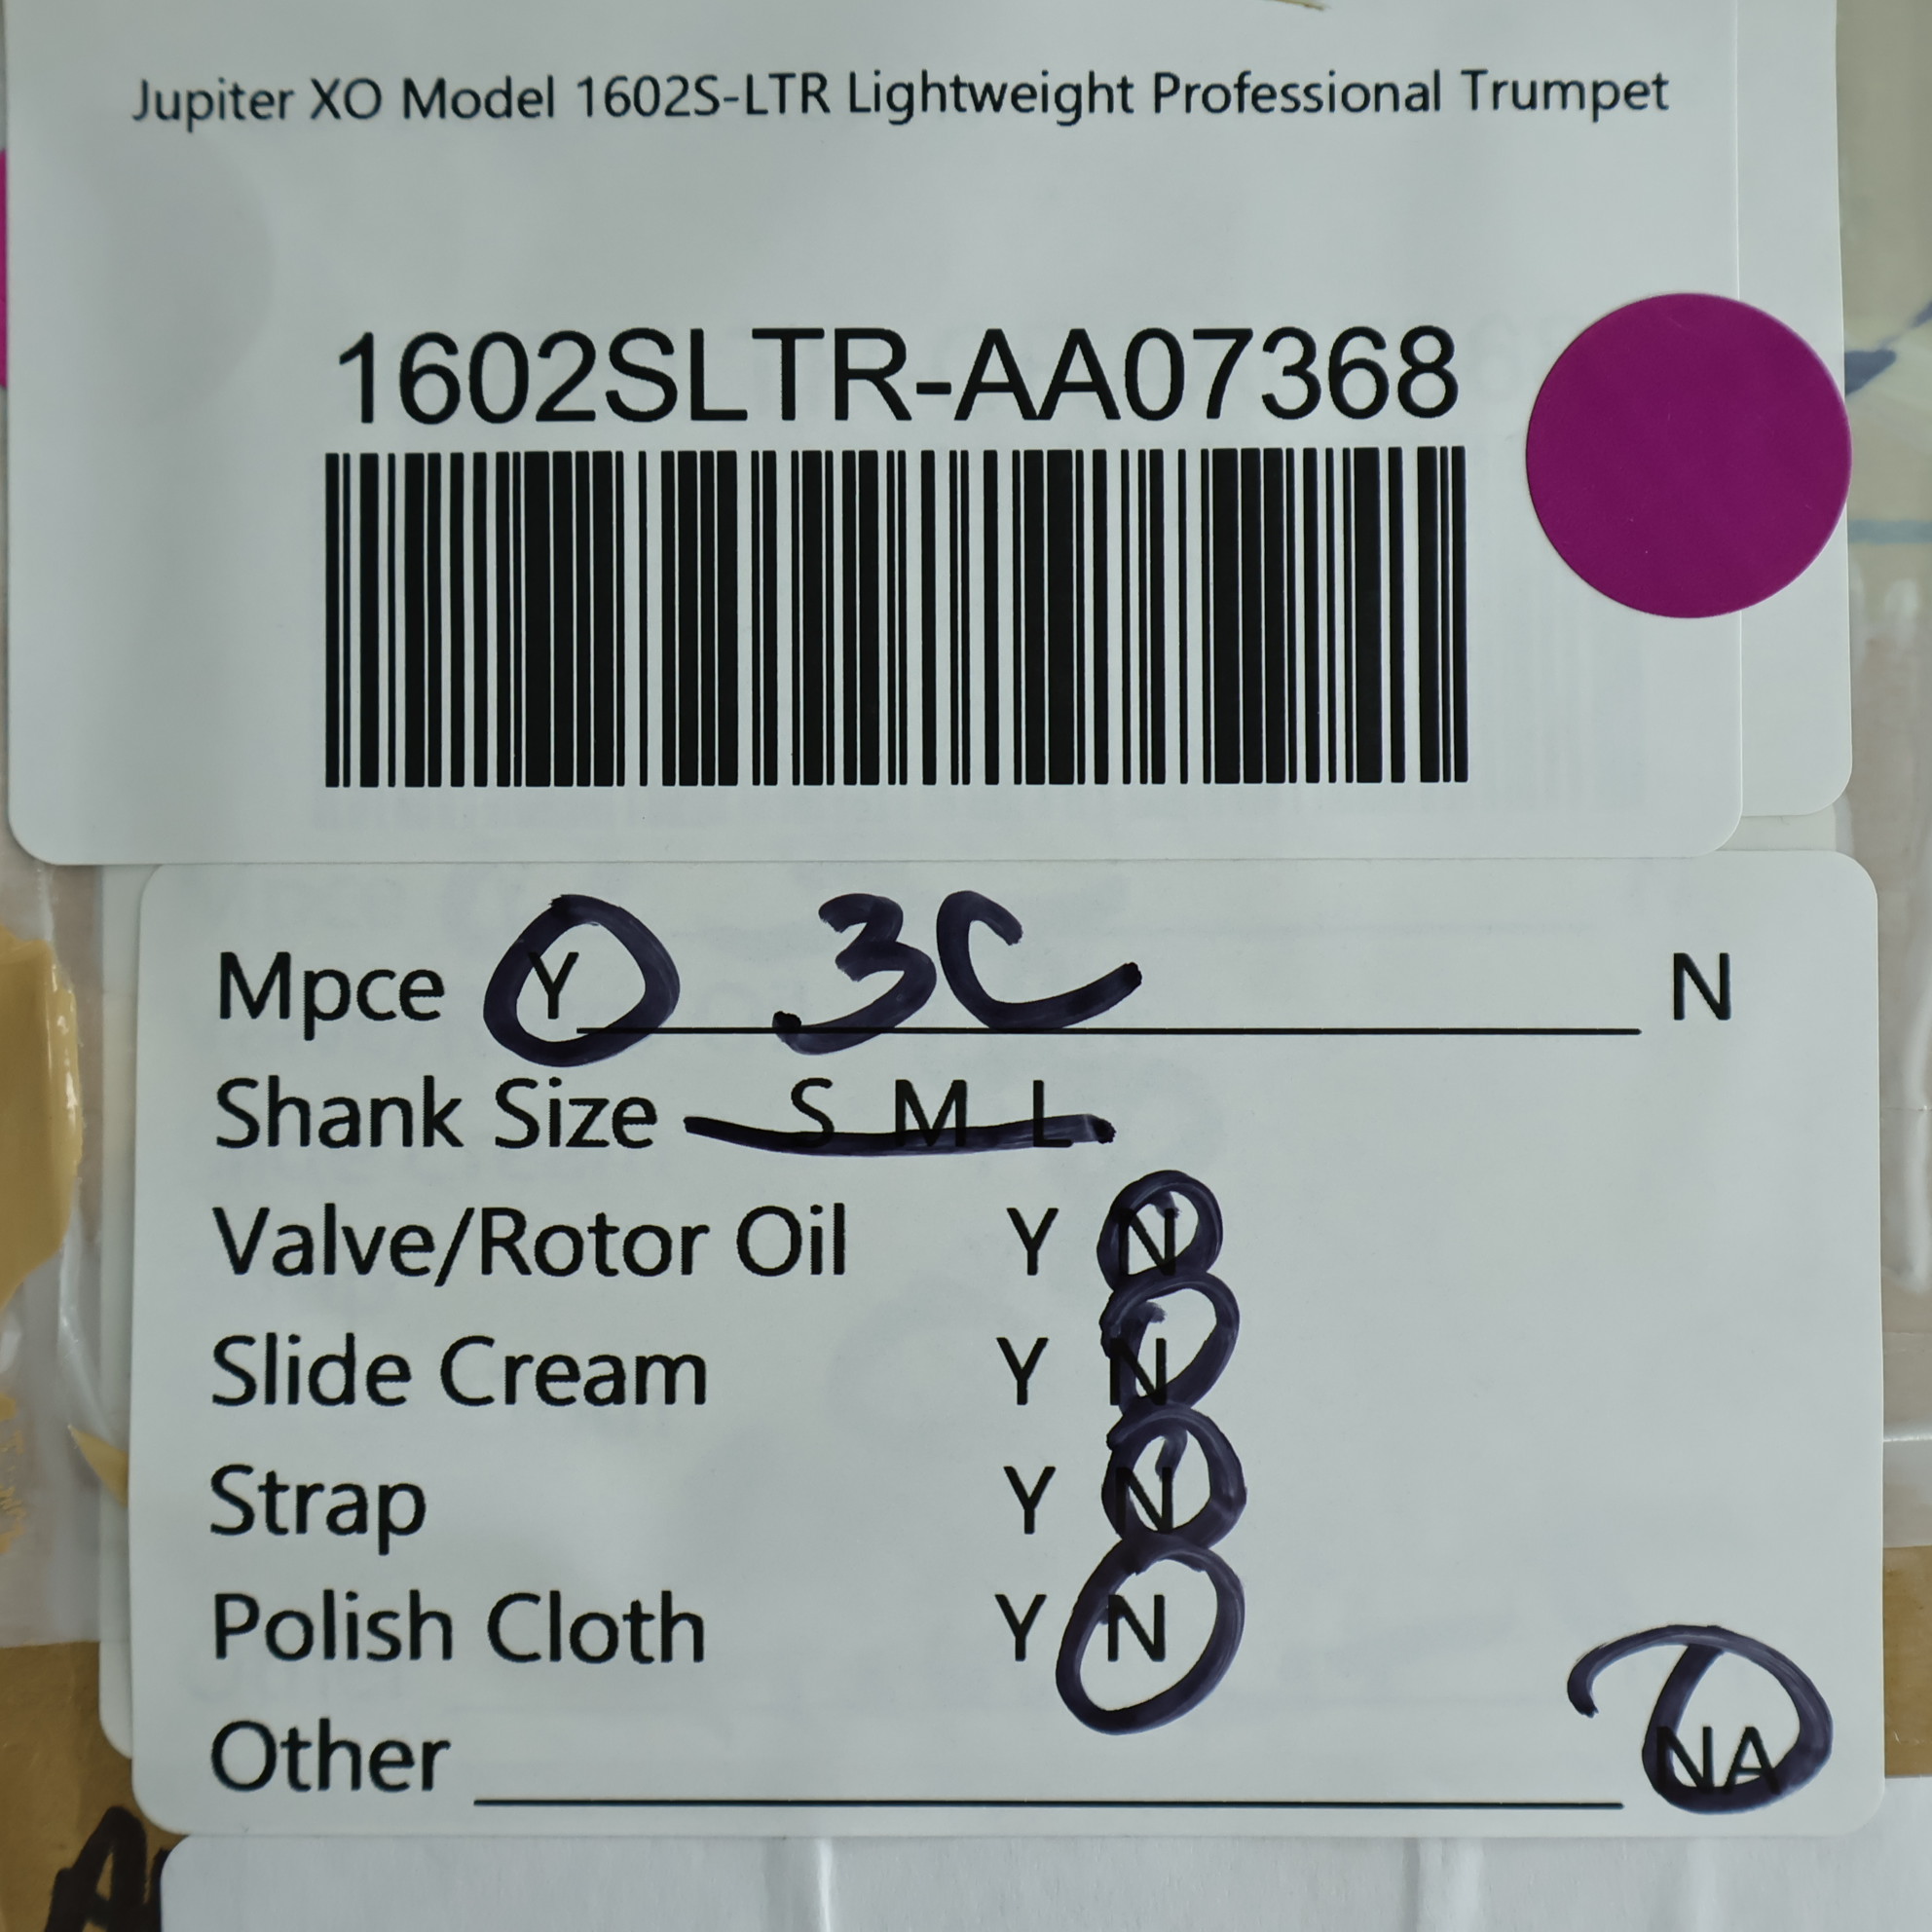 Jupiter XO Model 1602S-LTR Lightweight Professional Trumpet
1602SLTR-AA07368
Mpce Y 3C N
Shank Size S M L
Valve/Rotor Oil Y N
Slide Cream Y N
Strap Y N
Polish Cloth Y N
Other NA